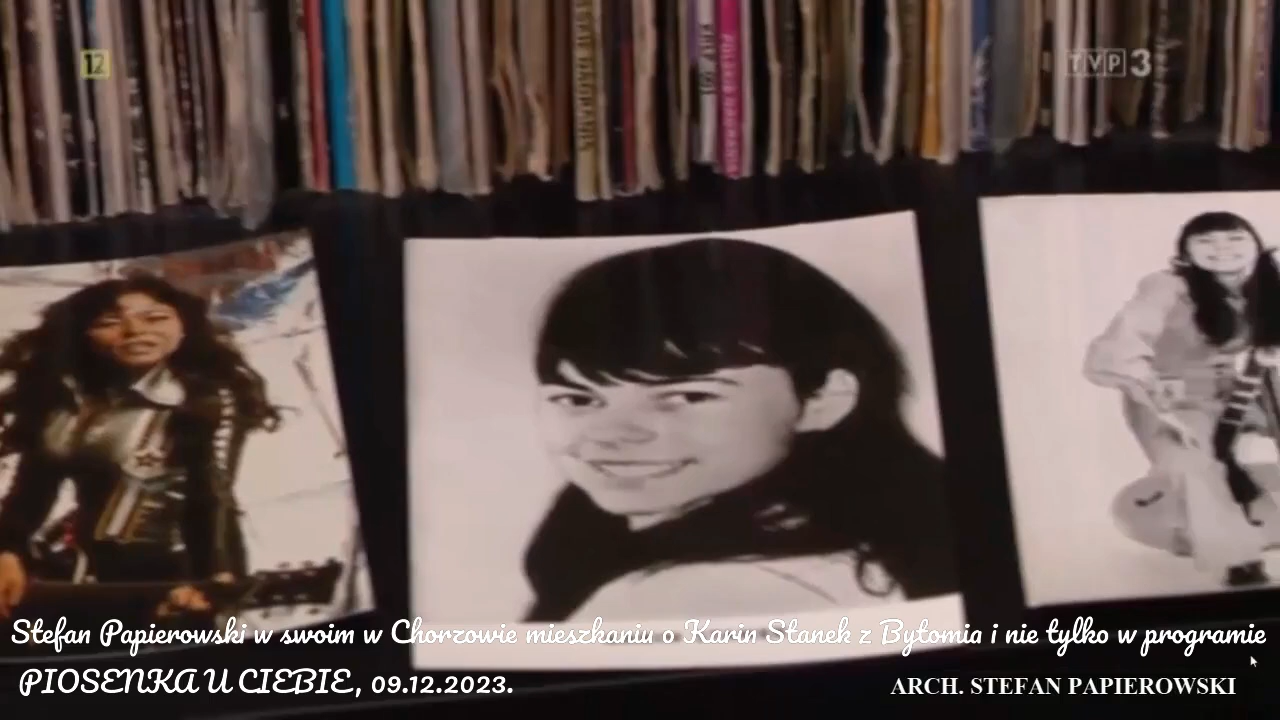 12
TVP3
Stefan Papierowski w swoim w Chorzowie mieszkaniu o Karin Stanek z Bytomia i nie tylko w programie
PIOSENKA U CIEBIE, 09.12.2023.
ARCH. STEFAN PAPIEROWSKI